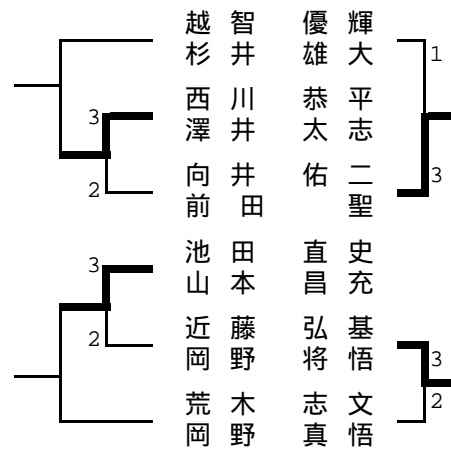 越智 優輝
杉井 雄大
1
西川 恭平
3
澤井 太志
向井 佑二
2
3
前田 聖
池田 直史
3
山本 昌充
近藤 弘基
2
岡野 将悟
3
荒木 志文
2
岡野 真悟